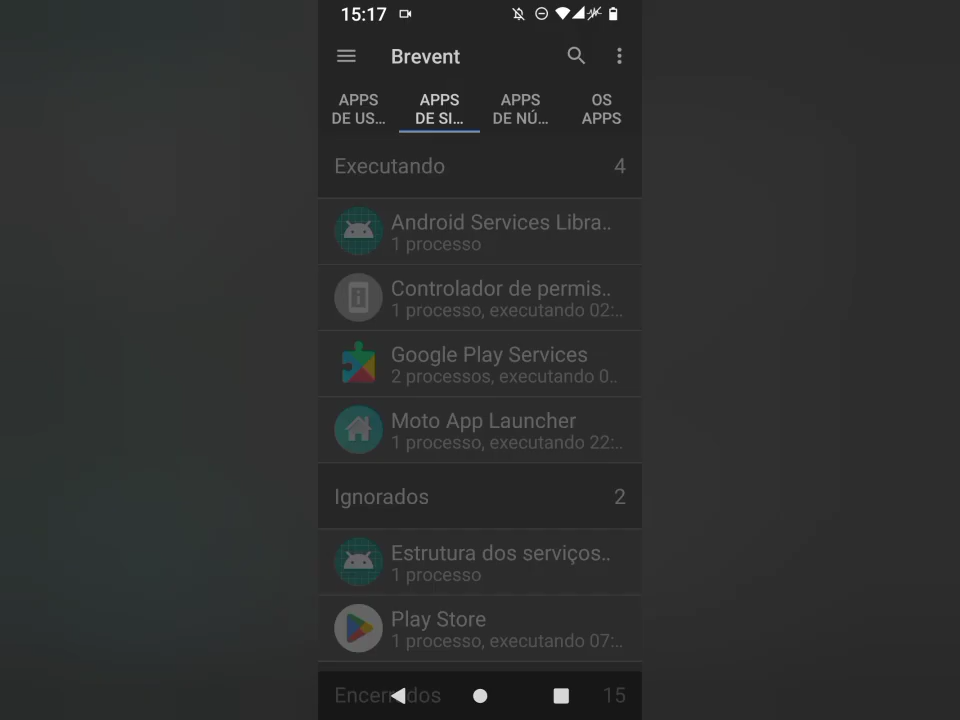 15:17
Brevent
APPS
DE US...
APPS
DE SI...
APPS
DE NÚ...
OS
APPS
Executando 4
Android Services Libra..
1 processo
Controlador de permis..
1 processo, executando 02:..
Google Play Services
2 processos, executando 0..
Moto App Launcher
1 processo, executando 22:..
Ignorados 2
Estrutura dos serviços..
1 processo
Play Store
1 processo, executando 07:..
Encerrados 15